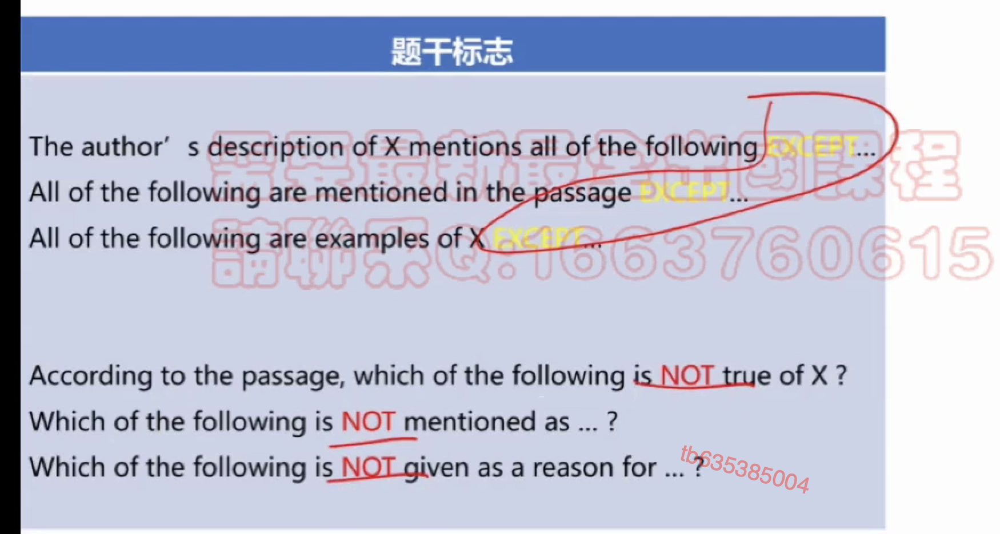 题干标志
The author’s description of X mentions all of the following EXCEPT...
需要最新最全出國課程
All of the following are mentioned in the passage EXCEPT...
All of the following are examples of X EXCEPT...
請聯系Q:1663760615
According to the passage, which of the following is NOT true of X ?
Which of the following is NOT mentioned as ... ?
Which of the following is NOT given as a reason for ... ?
tb635385004